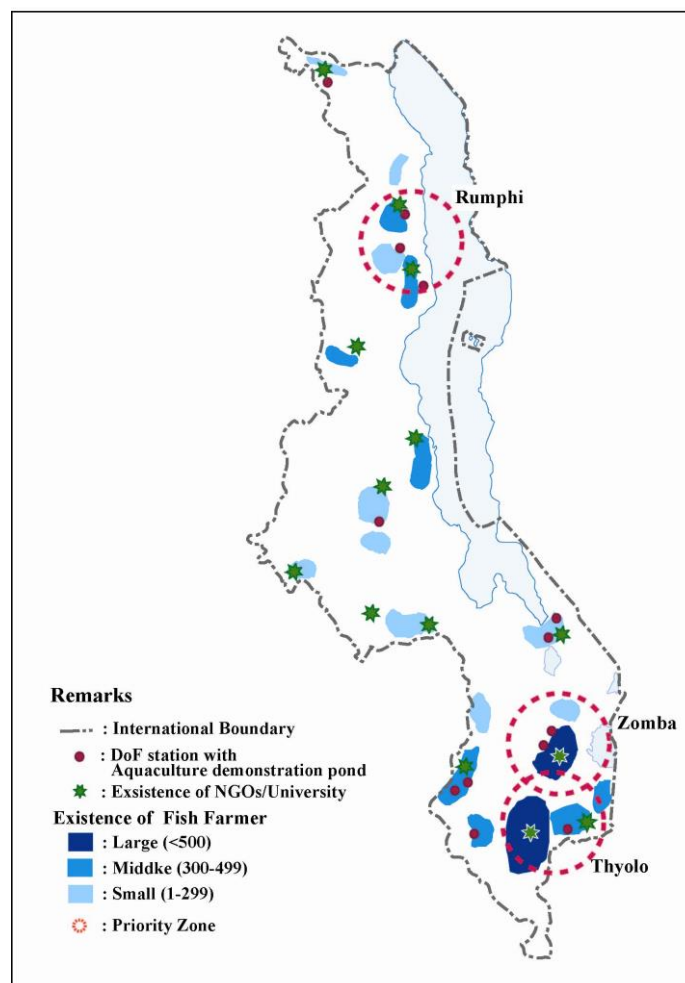 Rumphi
Zomba
Thyolo
Remarks
: International Boundary
: DoF station with
Aquaculture demonstration pond
: Exsistence of NGOs/University
Existence of Fish Farmer
: Large (<500)
: Middke (300-499)
: Small (1-299)
: Priority Zone